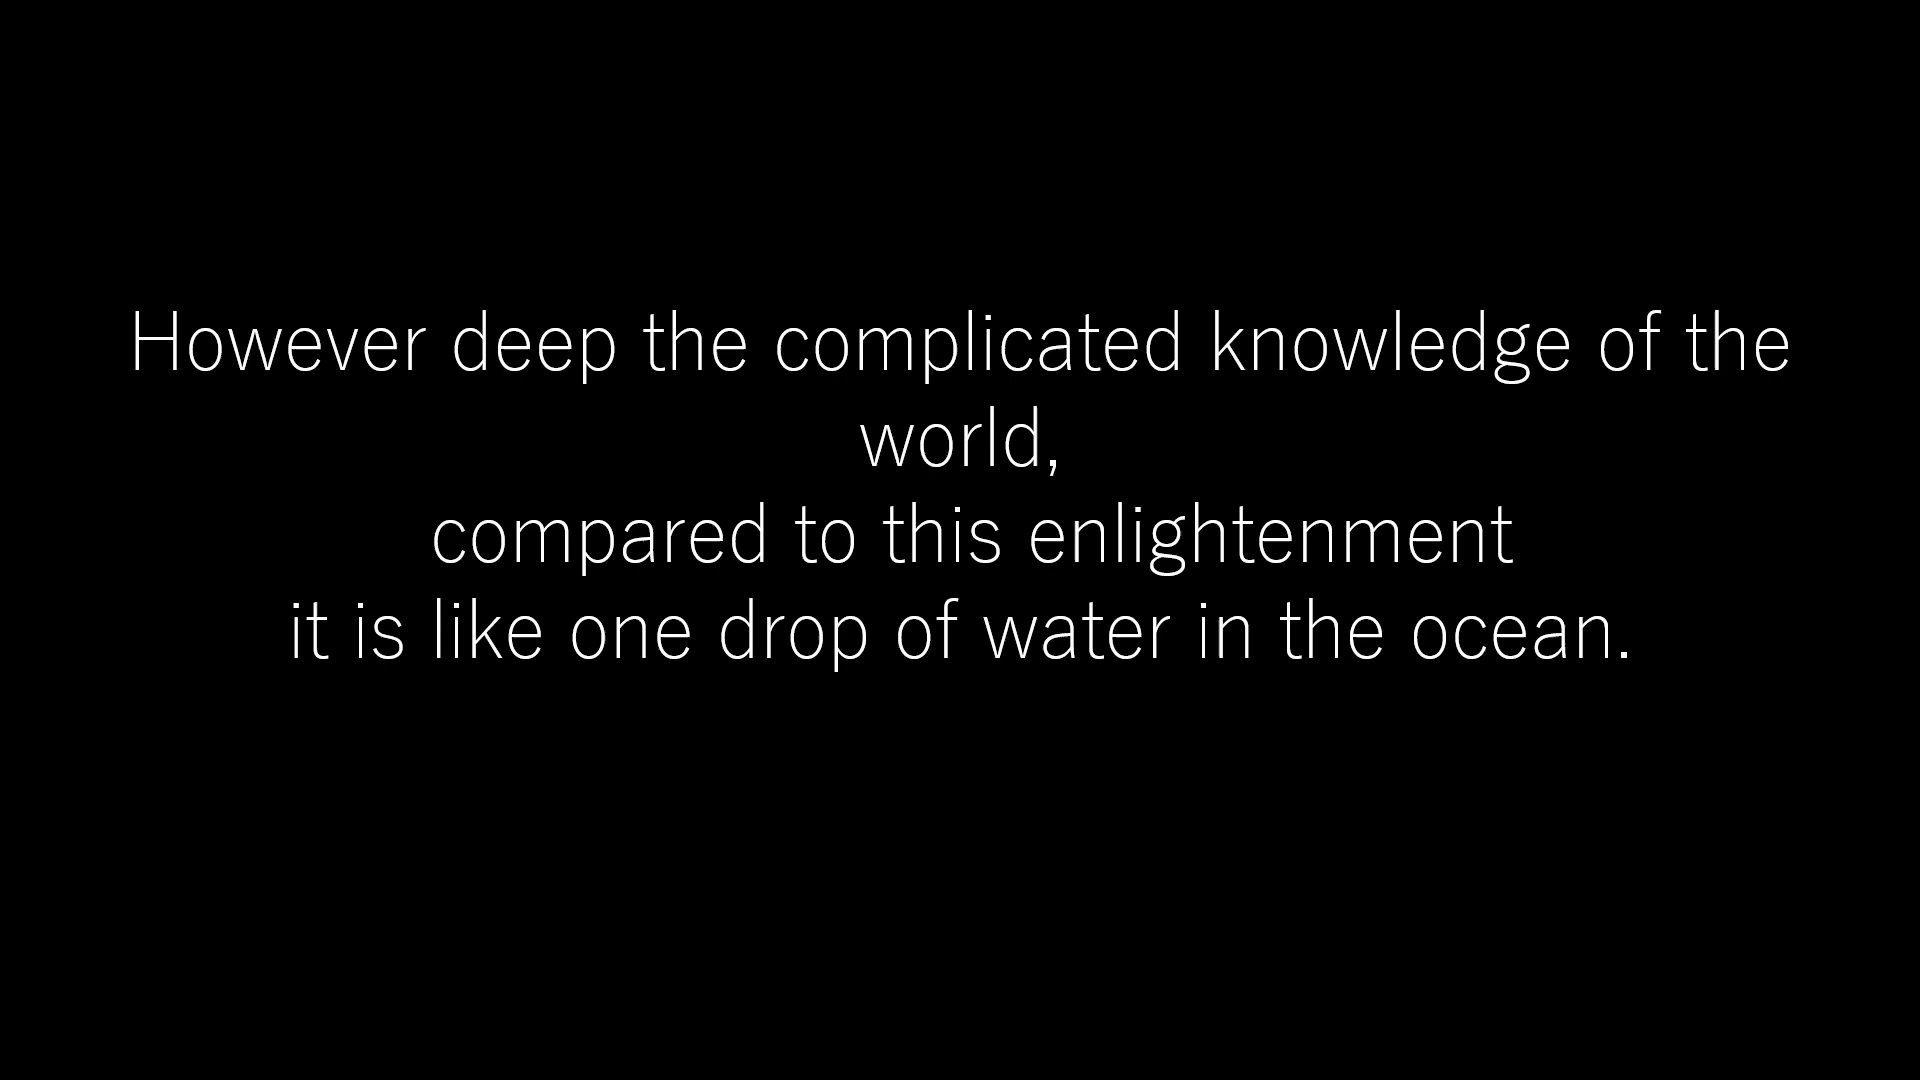 However deep the complicated knowledge of the
world,
compared to this enlightenment
it is like one drop of water in the ocean.